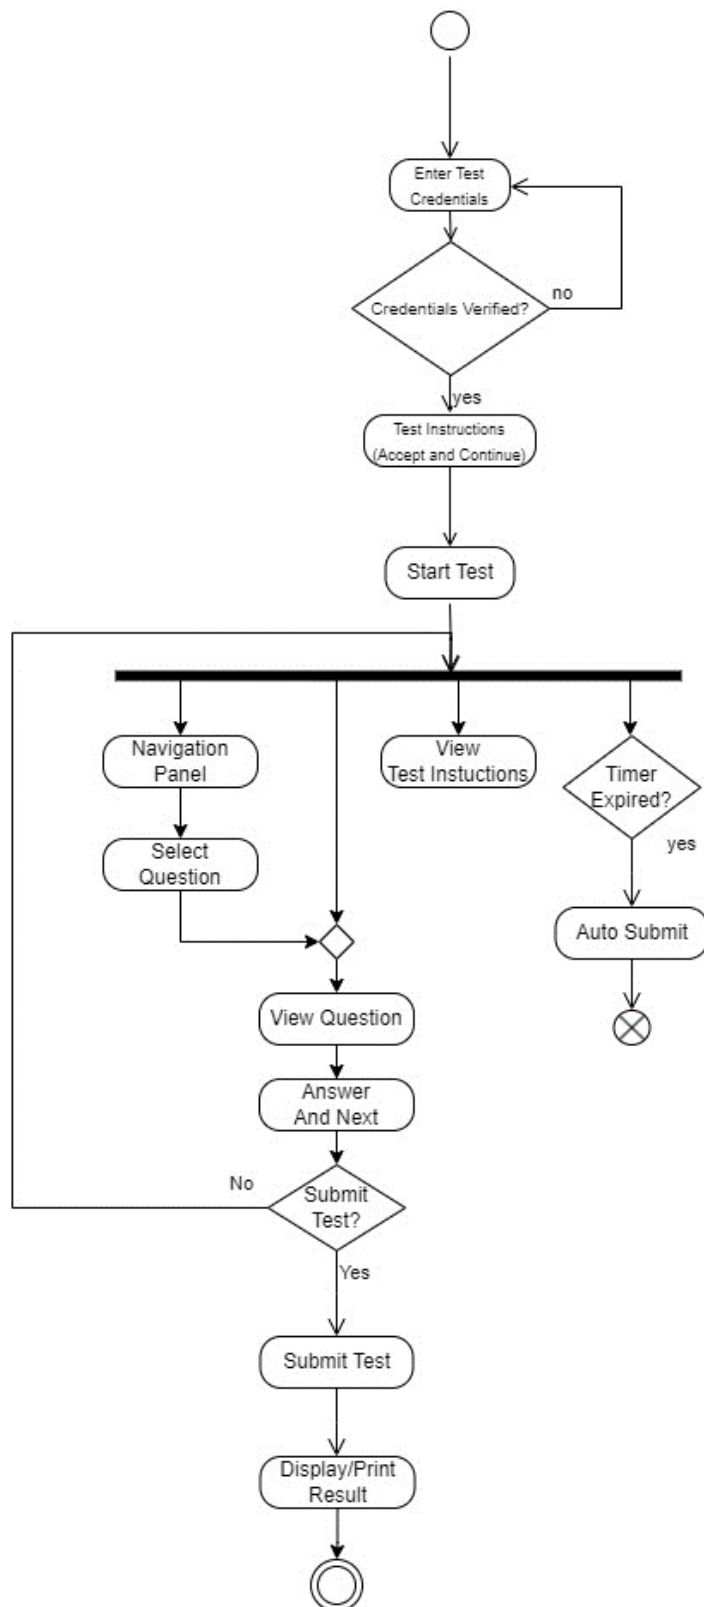 Enter Test
Credentials
Credentials Verified?
no
yes
Test Instructions
(Accept and Continue)
Start Test
Navigation
Panel
View
Test Instuctions
Timer
Expired?
yes
Select
Question
Auto Submit
View Question
Answer
And Next
No
Submit
Test?
Yes
Submit Test
Display/Print
Result